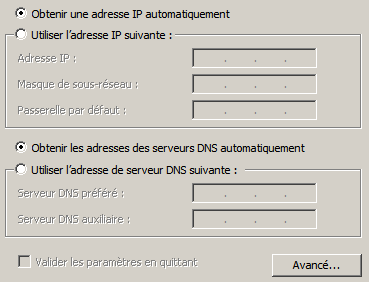 Obtenir une adresse IP automatiquement
Utiliser l'adresse IP suivante :
Adresse IP :
Masque de sous-réseau :
Passerelle par défaut :
Obtenir les adresses des serveurs DNS automatiquement
Utiliser l'adresse de serveur DNS suivante :
Serveur DNS préféré :
Serveur DNS auxiliaire :
Valider les paramètres en quittant
Avancé...